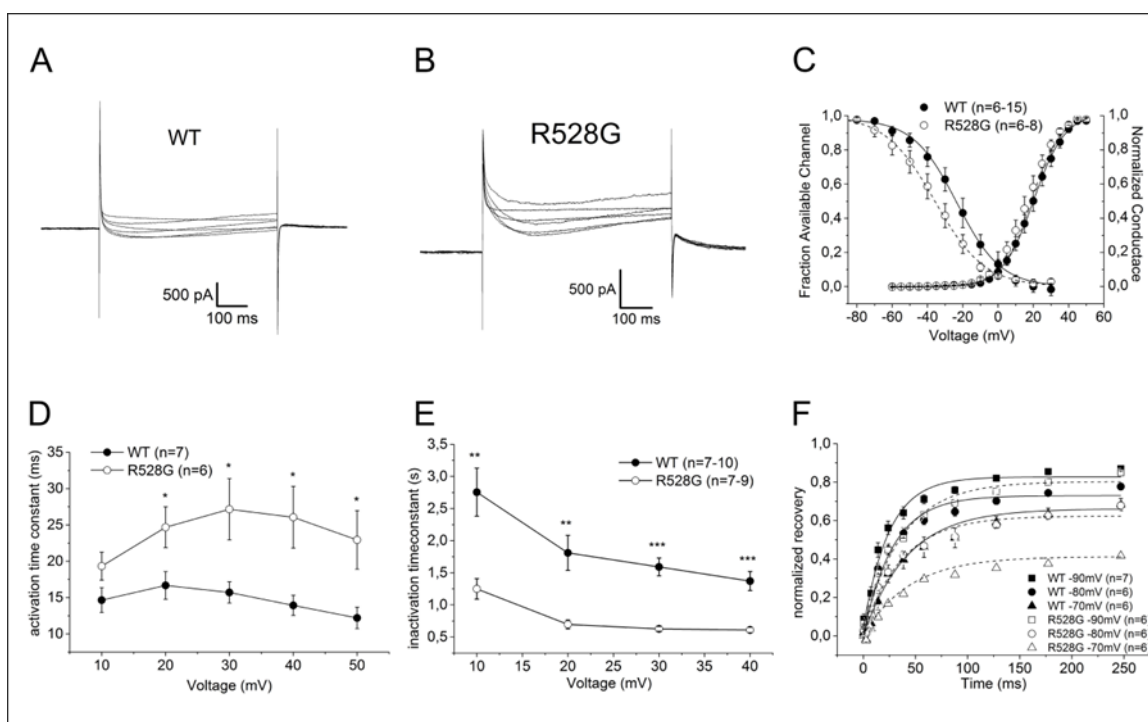 A
WT
500 pA
100 ms
B
R528G
500 pA
100 ms
C
WT (n=6-15)
R528G (n=6-8)
1,0
0,8
0,6
0,4
0,2
0,0
Fraction Available Channel
1,0
0,8
0,6
0,4
0,2
0,0
Normalized Conductace
-80 -60 -40 -20 0 20 40 60
Voltage (mV)
D
WT (n=7)
R528G (n=6)
35
30
25
20
15
10
activation time constant (ms)
* * * *
10 20 30 40 50
Voltage (mV)
E
WT (n=7-10)
R528G (n=7-9)
3,5
3,0
2,5
2,0
1,5
1,0
0,5
inactivation timeconstant (s)
** ** *** ***
10 20 30 40
Voltage (mV)
F
1,0
0,8
0,6
0,4
0,2
0,0
normalized recovery
WT -90mV (n=7)
WT -80mV (n=6)
WT -70mV (n=6)
R528G -90mV (n=6
R528G -80mV (n=6
R528G -70mV (n=6
0 50 100 150 200 250
Time (ms)